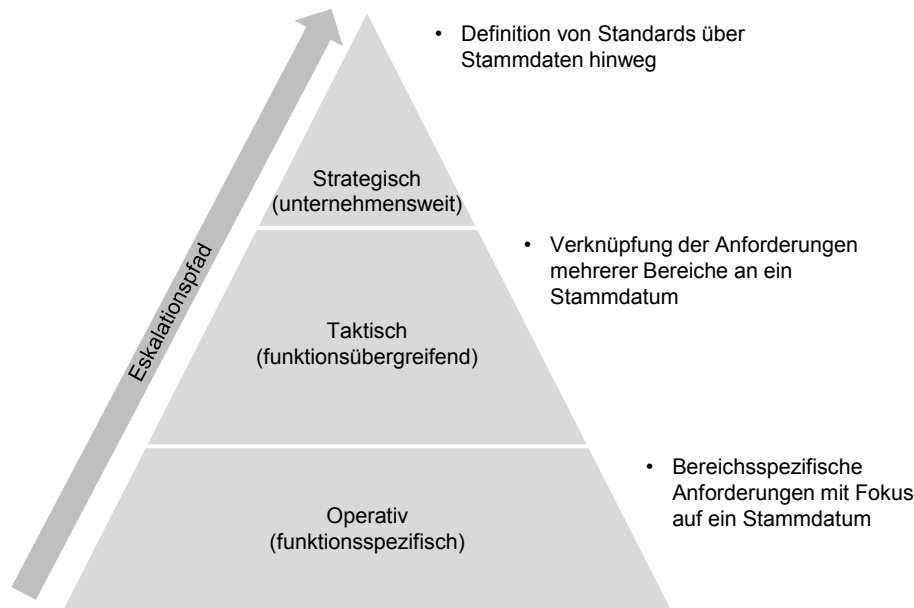 • Definition von Standards über
Stammdaten hinweg
Strategisch
(unternehmensweit)
• Verknüpfung der Anforderungen
mehrerer Bereiche an ein
Stammdatum
Eskalationspfad
Taktisch
(funktionsübergreifend)
• Bereichsspezifische
Anforderungen mit Fokus
auf ein Stammdatum
Operativ
(funktionsspezifisch)